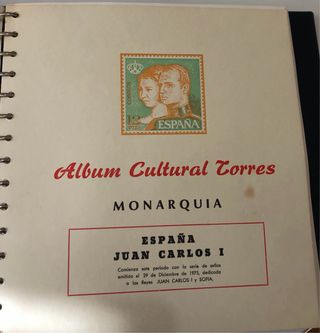 ESPAÑA
Album Cultural Torres
MONARQUIA
ESPAÑA
JUAN CARLOS I
Comienza este periodo con la serie de sellos
emitida el 29 de Diciembre de 1975, dedicada
a los Reyes JUAN CARLOS I y SOFIA.